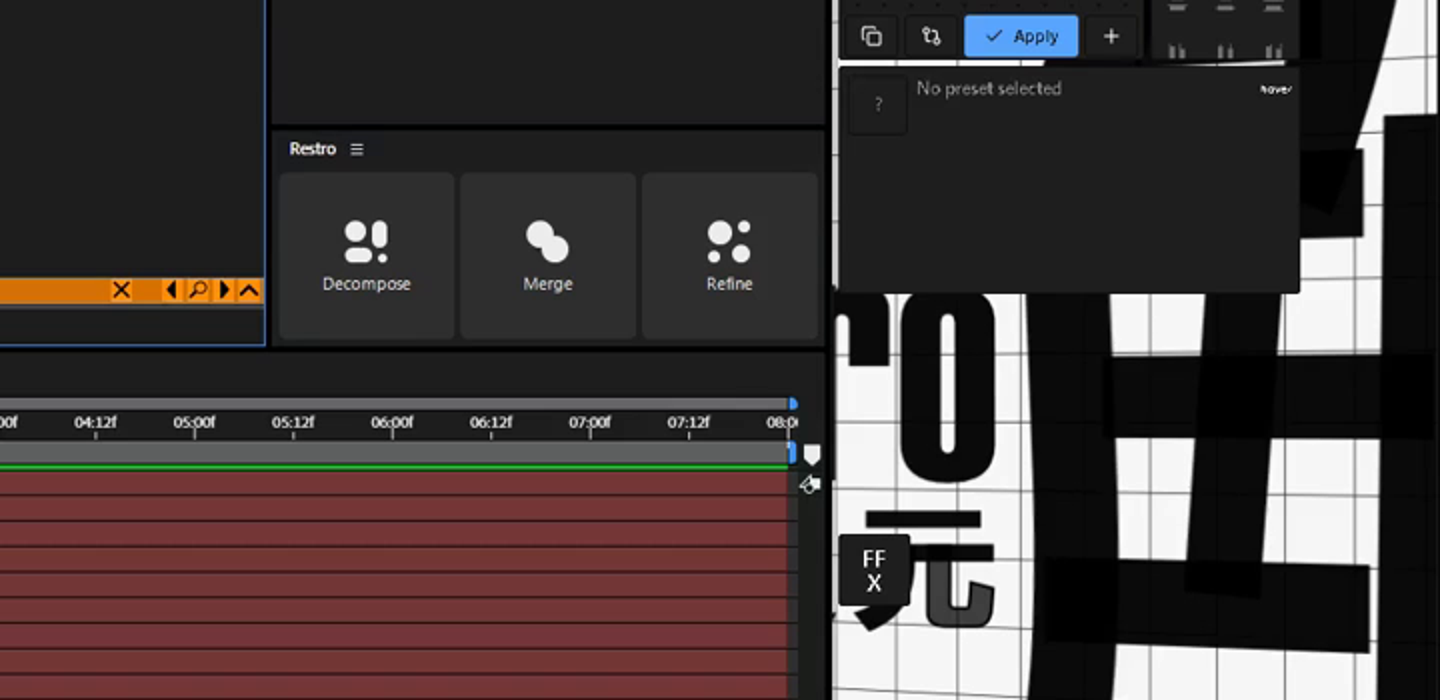 Apply
?
No preset selected
Restro
Decompose
Merge
Refine
04:12f
05:00f
05:12f
06:00f
06:12f
07:00f
07:12f
FF
X